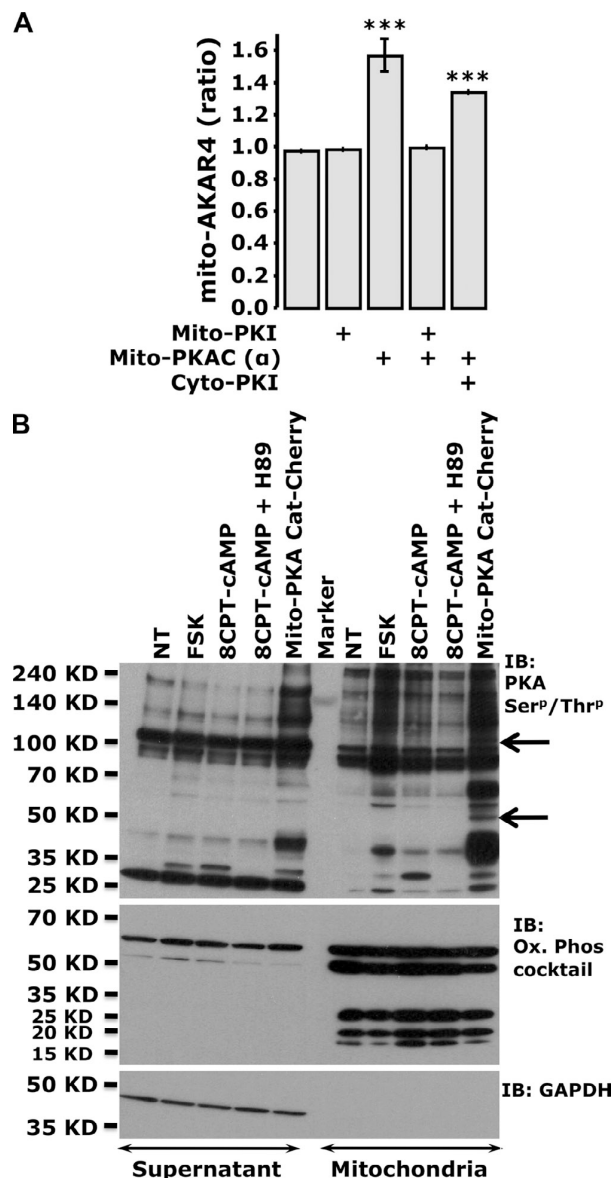 A
mito-AKAR4 (ratio)
1.6
1.4
1.2
1.0
0.8
0.6
0.4
0.2
0.0
*** ***
Mito-PKI + +
Mito-PKAC (α) + + +
Cyto-PKI +
B
NT
FSK
8CPT-cAMP
8CPT-cAMP + H89
Mito-PKA Cat-Cherry
Marker
NT
FSK
8CPT-cAMP
8CPT-cAMP + H89
Mito-PKA Cat-Cherry
240 KD
140 KD
100 KD
70 KD
50 KD
35 KD
25 KD
IB:
PKA
Serᵖ/Thrᵖ
70 KD
50 KD
35 KD
25 KD
20 KD
15 KD
IB:
Ox. Phos
cocktail
50 KD
35 KD
IB: GAPDH
Supernatant Mitochondria